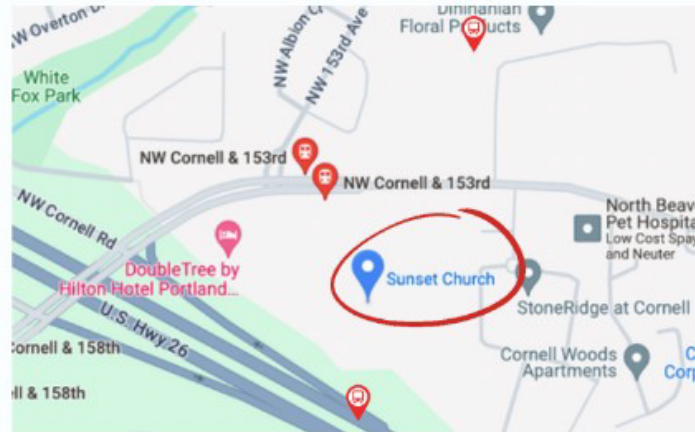 NW Overton D
NW Albion C
NW 153rd Ave
Dininanian
Floral Products
White
Fox Park
NW Cornell & 153rd
NW Cornell & 153rd
NW Cornell Rd
North Beav
Pet Hospita
Low Cost Spay
and Neuter
DoubleTree by
Hilton Hotel Portland...
Sunset Church
StoneRidge at Cornell
U.S. Hwy 26
Cornell & 158th
ll & 158th
Cornell Woods
Apartments
C
Corp